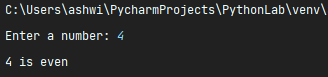 C:\Users\ashwi\PycharmProjects\PythonLab\venv\
Enter a number: 4
4 is even